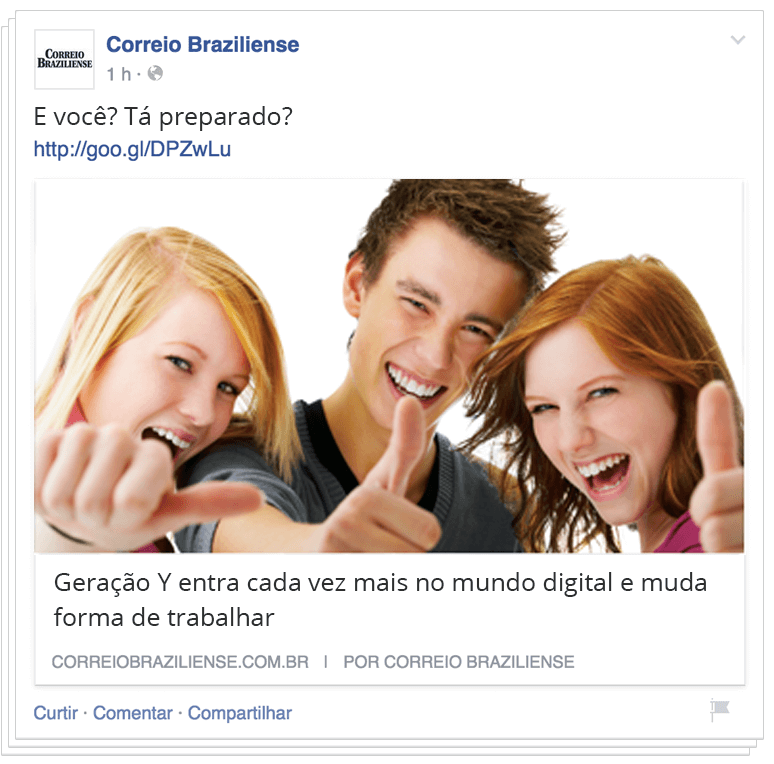 CORREIO
BRAZILIENSE
Correio Braziliense
1 h ·
E você? Tá preparado?
http://goo.gl/DPZwLu
Geração Y entra cada vez mais no mundo digital e muda
forma de trabalhar
CORREIOBRAZILIENSE.COM.BR | POR CORREIO BRAZILIENSE
Curtir · Comentar · Compartilhar